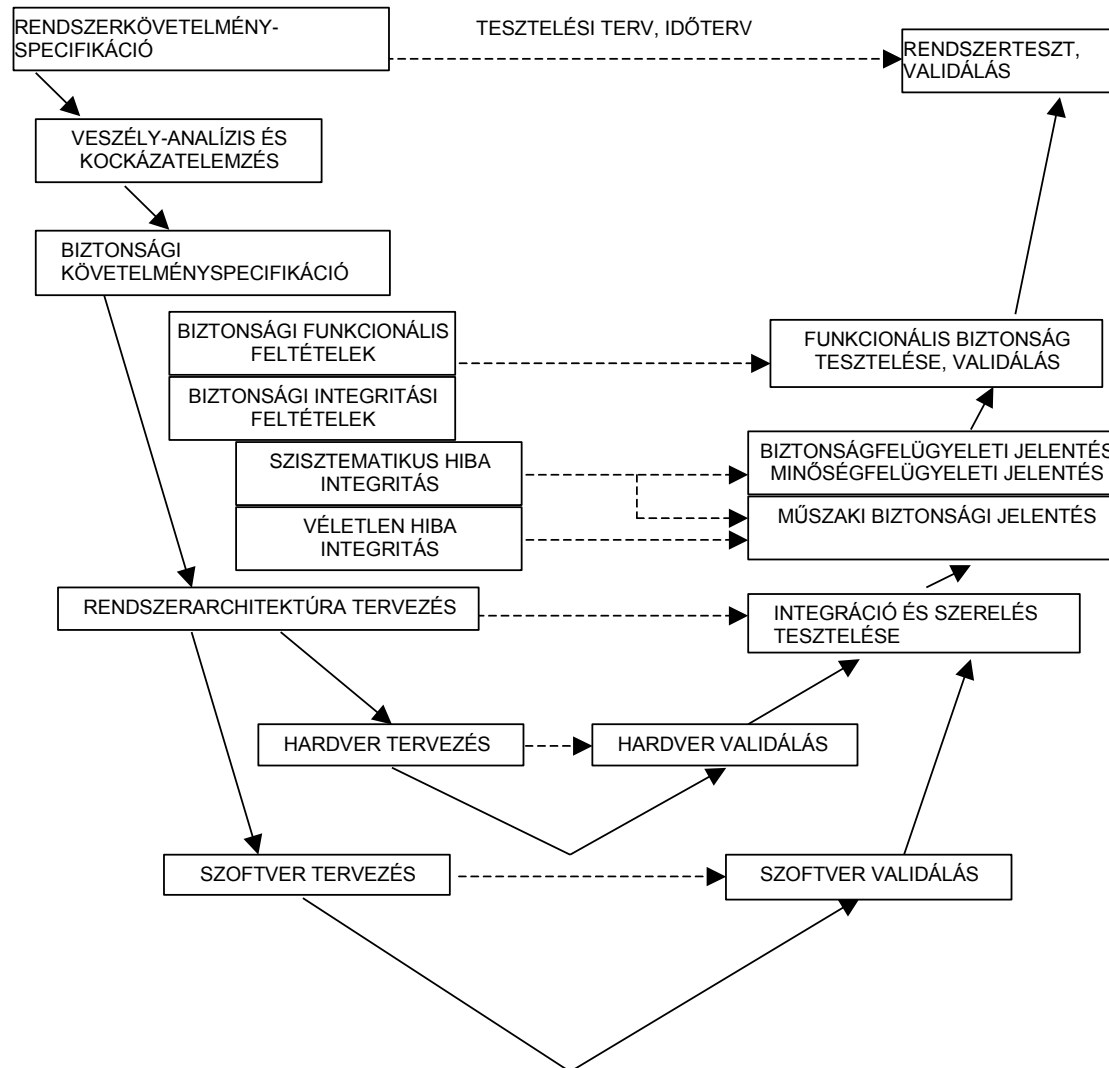 RENDSZERKÖVETELMÉNY-
SPECIFIKÁCIÓ
TESZTELÉSI TERV, IDŐTERV
RENDSZERTESZT,
VALIDÁLÁS
VESZÉLY-ANALÍZIS ÉS
KOCKÁZATELEMZÉS
BIZTONSÁGI
KÖVETELMÉNYSPECIFIKÁCIÓ
BIZTONSÁGI FUNKCIONÁLIS
FELTÉTELEK
FUNKCIONÁLIS BIZTONSÁG
TESZTELÉSE, VALIDÁLÁS
BIZTONSÁGI INTEGRITÁSI
FELTÉTELEK
SZISZTEMATIKUS HIBA
INTEGRITÁS
BIZTONSÁGFELÜGYELETI JELENTÉS
MINŐSÉGFELÜGYELETI JELENTÉS
VÉLETLEN HIBA
INTEGRITÁS
MŰSZAKI BIZTONSÁGI JELENTÉS
RENDSZERARCHITEKTÚRA TERVEZÉS
INTEGRÁCIÓ ÉS SZERELÉS
TESZTELÉSE
HARDVER TERVEZÉS
HARDVER VALIDÁLÁS
SZOFTVER TERVEZÉS
SZOFTVER VALIDÁLÁS